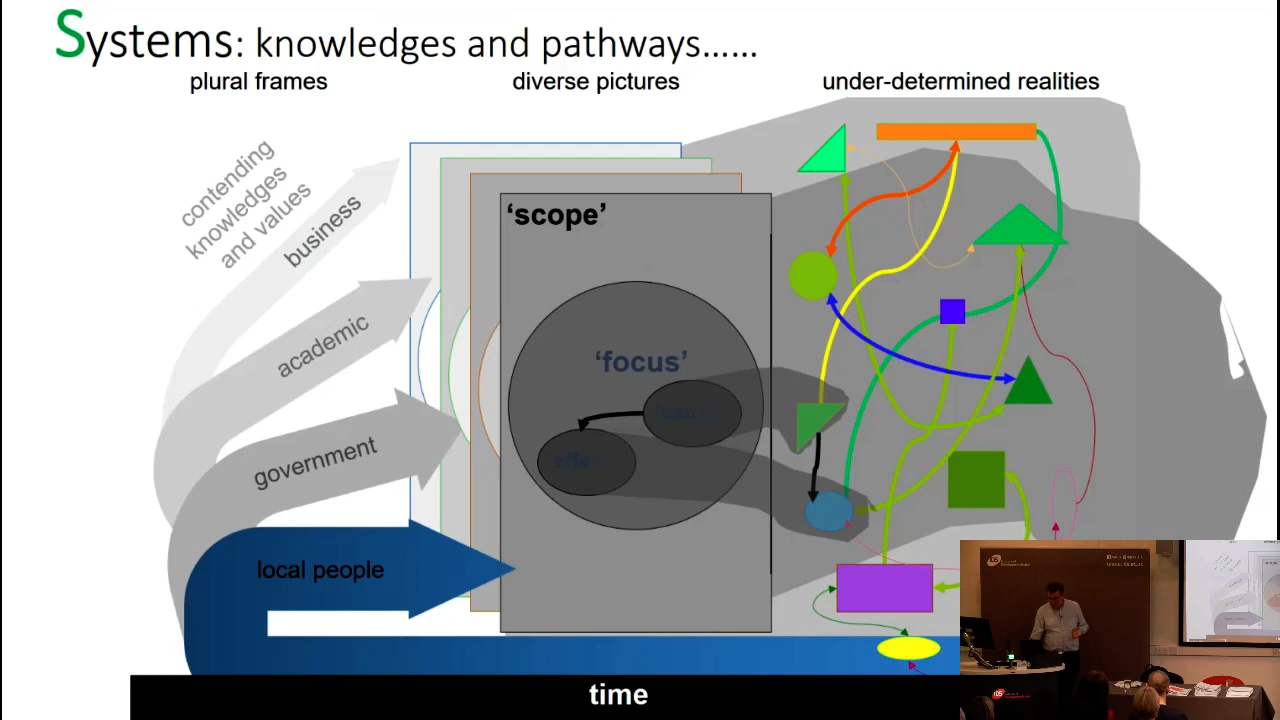 Systems: knowledges and pathways......
plural frames
diverse pictures
under-determined realities
contending
knowledges
and values
business
academic
government
local people
'scope'
'focus'
time